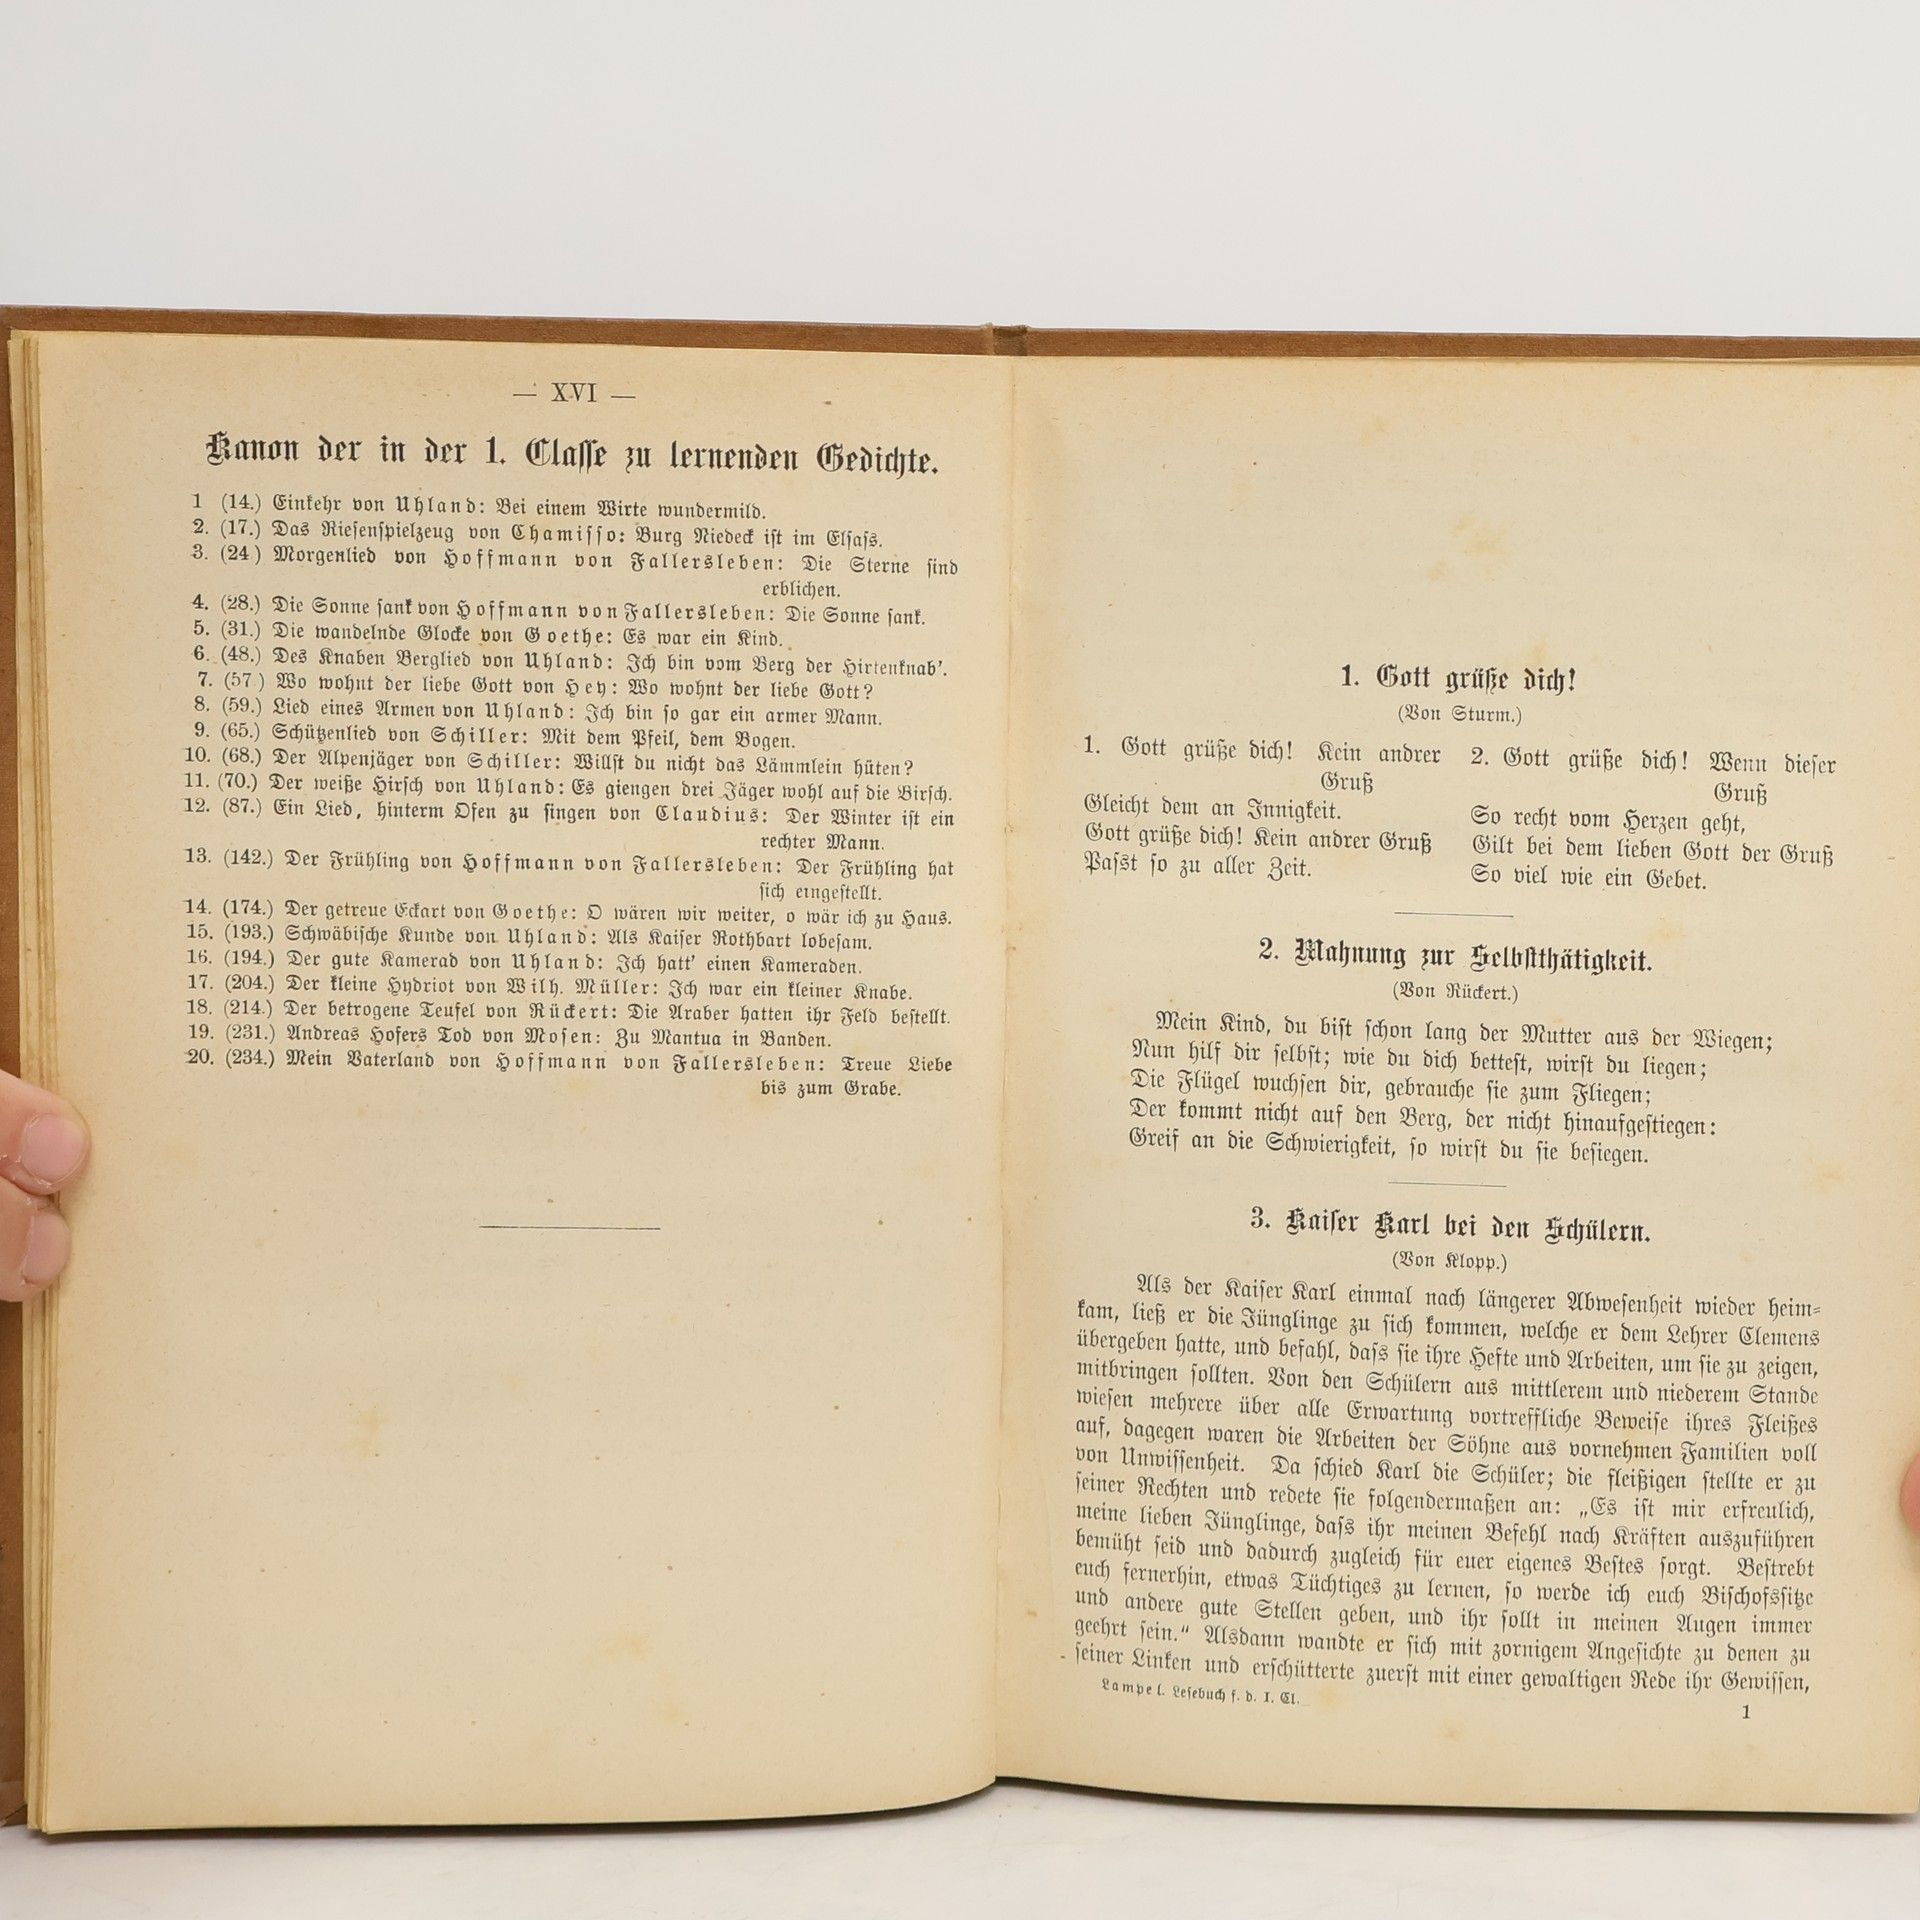 — XVI —
Kanon der in der 1. Classe zu lernenden Gedichte.
1 (14.) Einkehr von Uhland: Bei einem Wirte wundermild.
2. (17.) Das Riesenspielzeug von Chamisso: Burg Niedeck ist im Elsass.
3. (24) Morgenlied von Hoffmann von Fallersleben: Die Sterne sind
erblichen.
4. (28.) Die Sonne sank von Hoffmann von Fallersleben: Die Sonne sank.
5. (31.) Die wandelnde Glocke von Goethe: Es war ein Kind.
6. (48.) Des Knaben Berglied von Uhland: Ich bin vom Berg der Hirtenknab'.
7. (57) Wo wohnt der liebe Gott von Hey: Wo wohnt der liebe Gott?
8. (59.) Lied eines Armen von Uhland: Ich bin so gar ein armer Mann.
9. (65.) Schützenlied von Schiller: Mit dem Pfeil, dem Bogen.
10. (68.) Der Alpenjäger von Schiller: Willst du nicht das Lämmlein hüten?
11. (70.) Der weiße Hirsch von Uhland: Es giengen drei Jäger wohl auf die Birsch.
12. (87.) Ein Lied, hinterm Ofen zu singen von Claudius: Der Winter ist ein
rechter Mann.
13. (142.) Der Frühling von Hoffmann von Fallersleben: Der Frühling hat
sich eingestellt.
14. (174.) Der getreue Eckart von Goethe: O wären wir weiter, o wär ich zu Haus.
15. (193.) Schwäbische Kunde von Uhland: Als Kaiser Rothbart lobesam.
16. (194.) Der gute Kamerad von Uhland: Ich hatt' einen Kameraden.
17. (204.) Der kleine Hydriot von Wilh. Müller: Ich war ein kleiner Knabe.
18. (214.) Der betrogene Teufel von Rückert: Die Araber hatten ihr Feld bestellt.
19. (231.) Andreas Hofers Tod von Mosen: Zu Mantua in Banden.
20. (234.) Mein Vaterland von Hoffmann von Fallersleben: Treue Liebe
bis zum Grabe.
1. Gott grüße dich!
(Von Sturm.)
1. Gott grüße dich! Kein andrer
Gruß
Gleicht dem an Innigkeit.
Gott grüße dich! Kein andrer Gruß
Passt so zu aller Zeit.
2. Gott grüße dich! Wenn dieser
Gruß
So recht vom Herzen geht,
Gilt bei dem lieben Gott der Gruß
So viel wie ein Gebet.
2. Mahnung zur Selbstthätigkeit.
(Von Rückert.)
Mein Kind, du bist schon lang der Mutter aus der Wiegen;
Nun hilf dir selbst; wie du dich bettest, wirst du liegen;
Die Flügel wuchsen dir, gebrauche sie zum Fliegen;
Der kommt nicht auf den Berg, der nicht hinaufgestiegen:
Greif an die Schwierigkeit, so wirst du sie besiegen.
3. Kaiser Karl bei den Schülern.
(Von Klopp.)
Als der Kaiser Karl einmal nach längerer Abwesenheit wieder heim-
kam, ließ er die Jünglinge zu sich kommen, welche er dem Lehrer Clemens
übergeben hatte, und befahl, dass sie ihre Hefte und Arbeiten, um sie zu zeigen,
mitbringen sollten. Von den Schülern aus mittlerem und niederem Stande
wiesen mehrere über alle Erwartung vortreffliche Beweise ihres Fleißes
auf, dagegen waren die Arbeiten der Söhne aus vornehmen Familien voll
von Unwissenheit. Da schied Karl die Schüler; die fleißigen stellte er zu
seiner Rechten und redete sie folgendermaßen an: „Es ist mir erfreulich,
meine lieben Jünglinge, dass ihr meinen Befehl nach Kräften auszuführen
bemüht seid und dadurch zugleich für euer eigenes Bestes sorgt. Bestrebt
euch fernerhin, etwas Tüchtiges zu lernen, so werde ich euch Bischofssitze
und andere gute Stellen geben, und ihr sollt in meinen Augen immer
geehrt sein.“ Alsdann wandte er sich mit zornigem Angesichte zu denen zu
seiner Linken und erschütterte zuerst mit einer gewaltigen Rede ihr Gewissen,
Lampel. Lesebuch f. d. I. Cl.
1